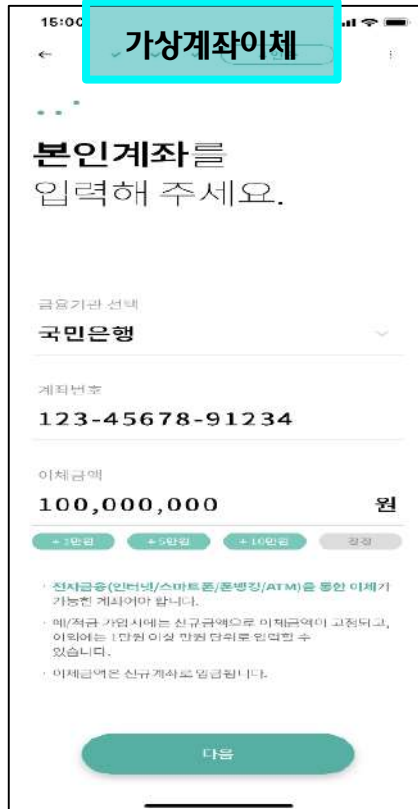 15:00
가상계좌이체
본인계좌를
입력해 주세요.
금융기관 선택
국민은행
계좌번호
123-45678-91234
이체금액
100,000,000 원
+ 1만원 + 5만원 + 10만원 정정
· 전자금융(인터넷/스마트폰/폰뱅킹/ATM)을 통한 이체가
가능한 계좌여야 합니다.
· 예/적금 가입시에는 신규금액으로 이체금액이 고정되고,
이외에는 1만원 이상 만원 단위로 입력할 수
있습니다.
· 이체금액은 신규계좌로 입금됩니다.
다음